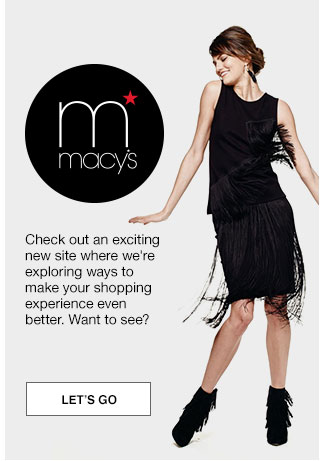 m
macy's
Check out an exciting
new site where we're
exploring ways to
make your shopping
experience even
better. Want to see?
LET'S GO